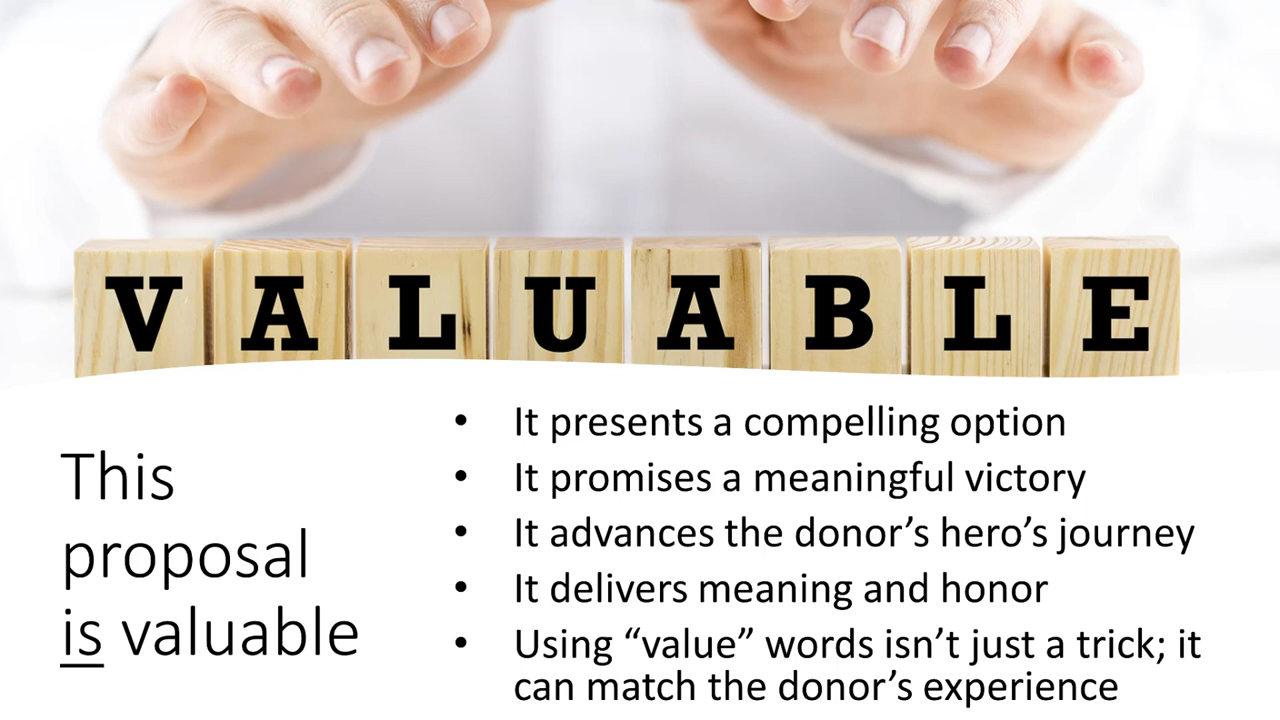 VALUABLE
This
proposal
is valuable
• It presents a compelling option
• It promises a meaningful victory
• It advances the donor’s hero’s journey
• It delivers meaning and honor
• Using “value” words isn’t just a trick; it
can match the donor’s experience